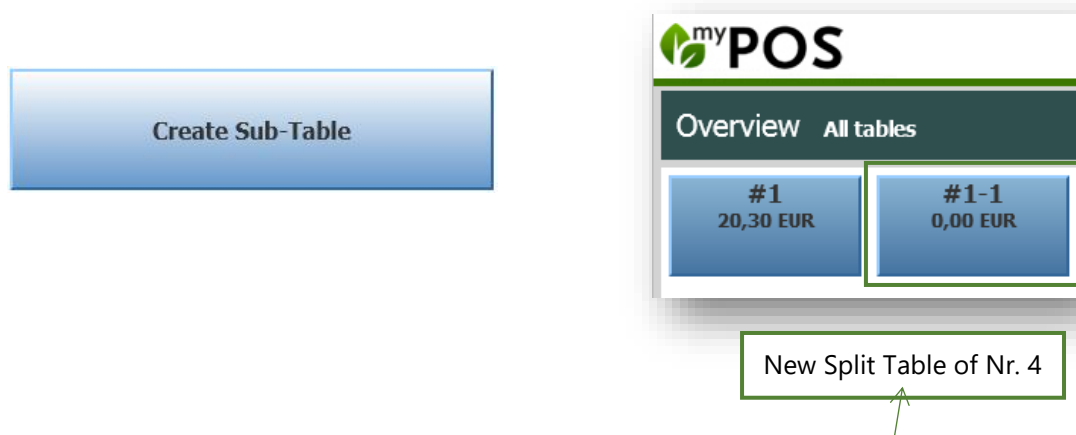 Create Sub-Table
myPOS
Overview All tables
#1
20,30 EUR
#1-1
0,00 EUR
New Split Table of Nr. 4